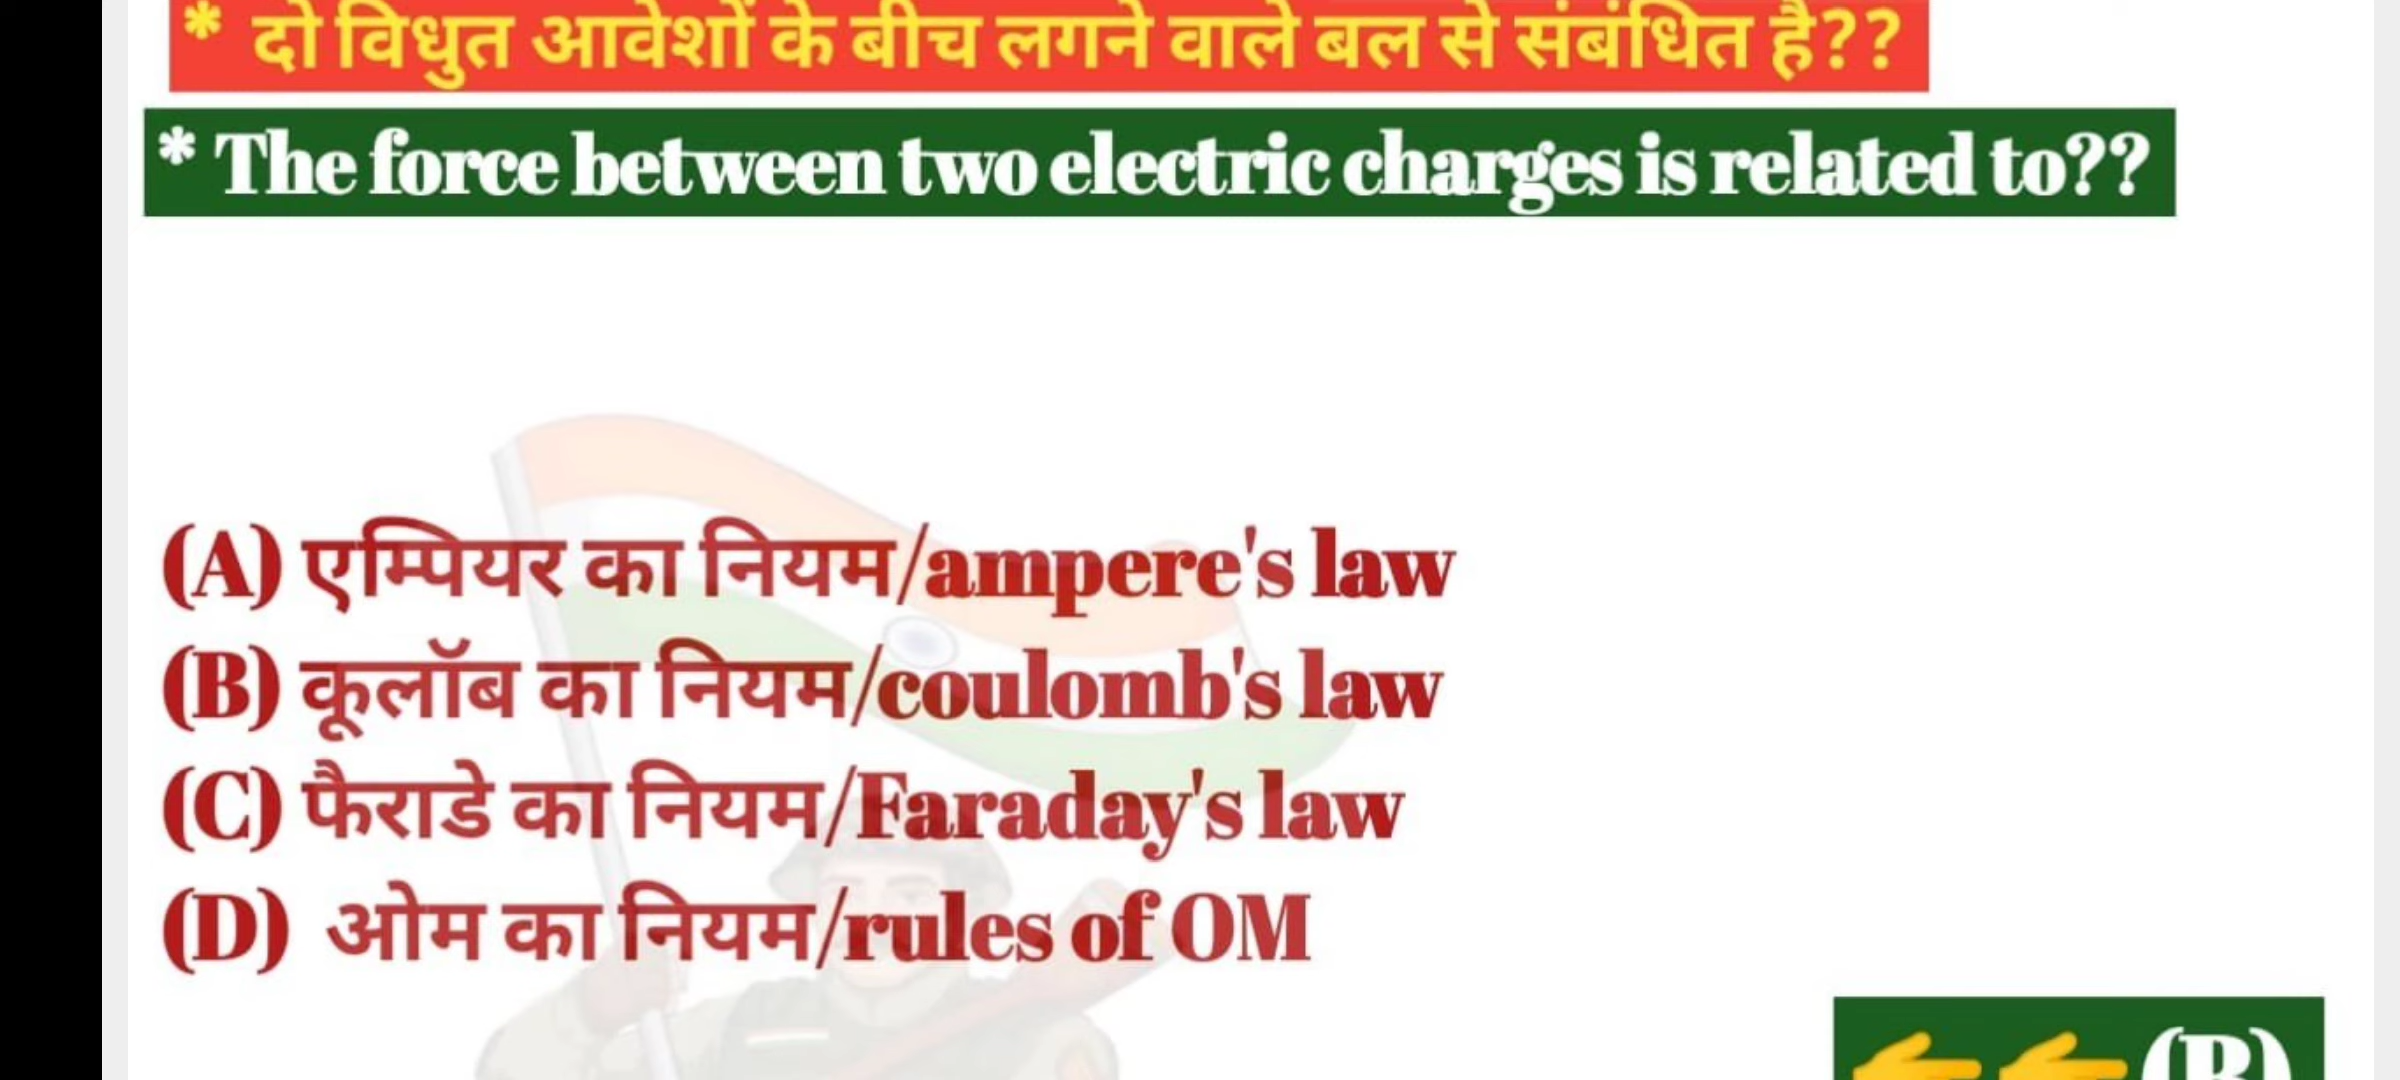 * दो विधुत आवेशों के बीच लगने वाले बल से संबंधित है??
* The force between two electric charges is related to??
(A) एम्पियर का नियम/ampere's law
(B) कूलॉब का नियम/coulomb's law
(C) फैराडे का नियम/Faraday's law
(D) ओम का नियम/rules of OM
👉👉(B)